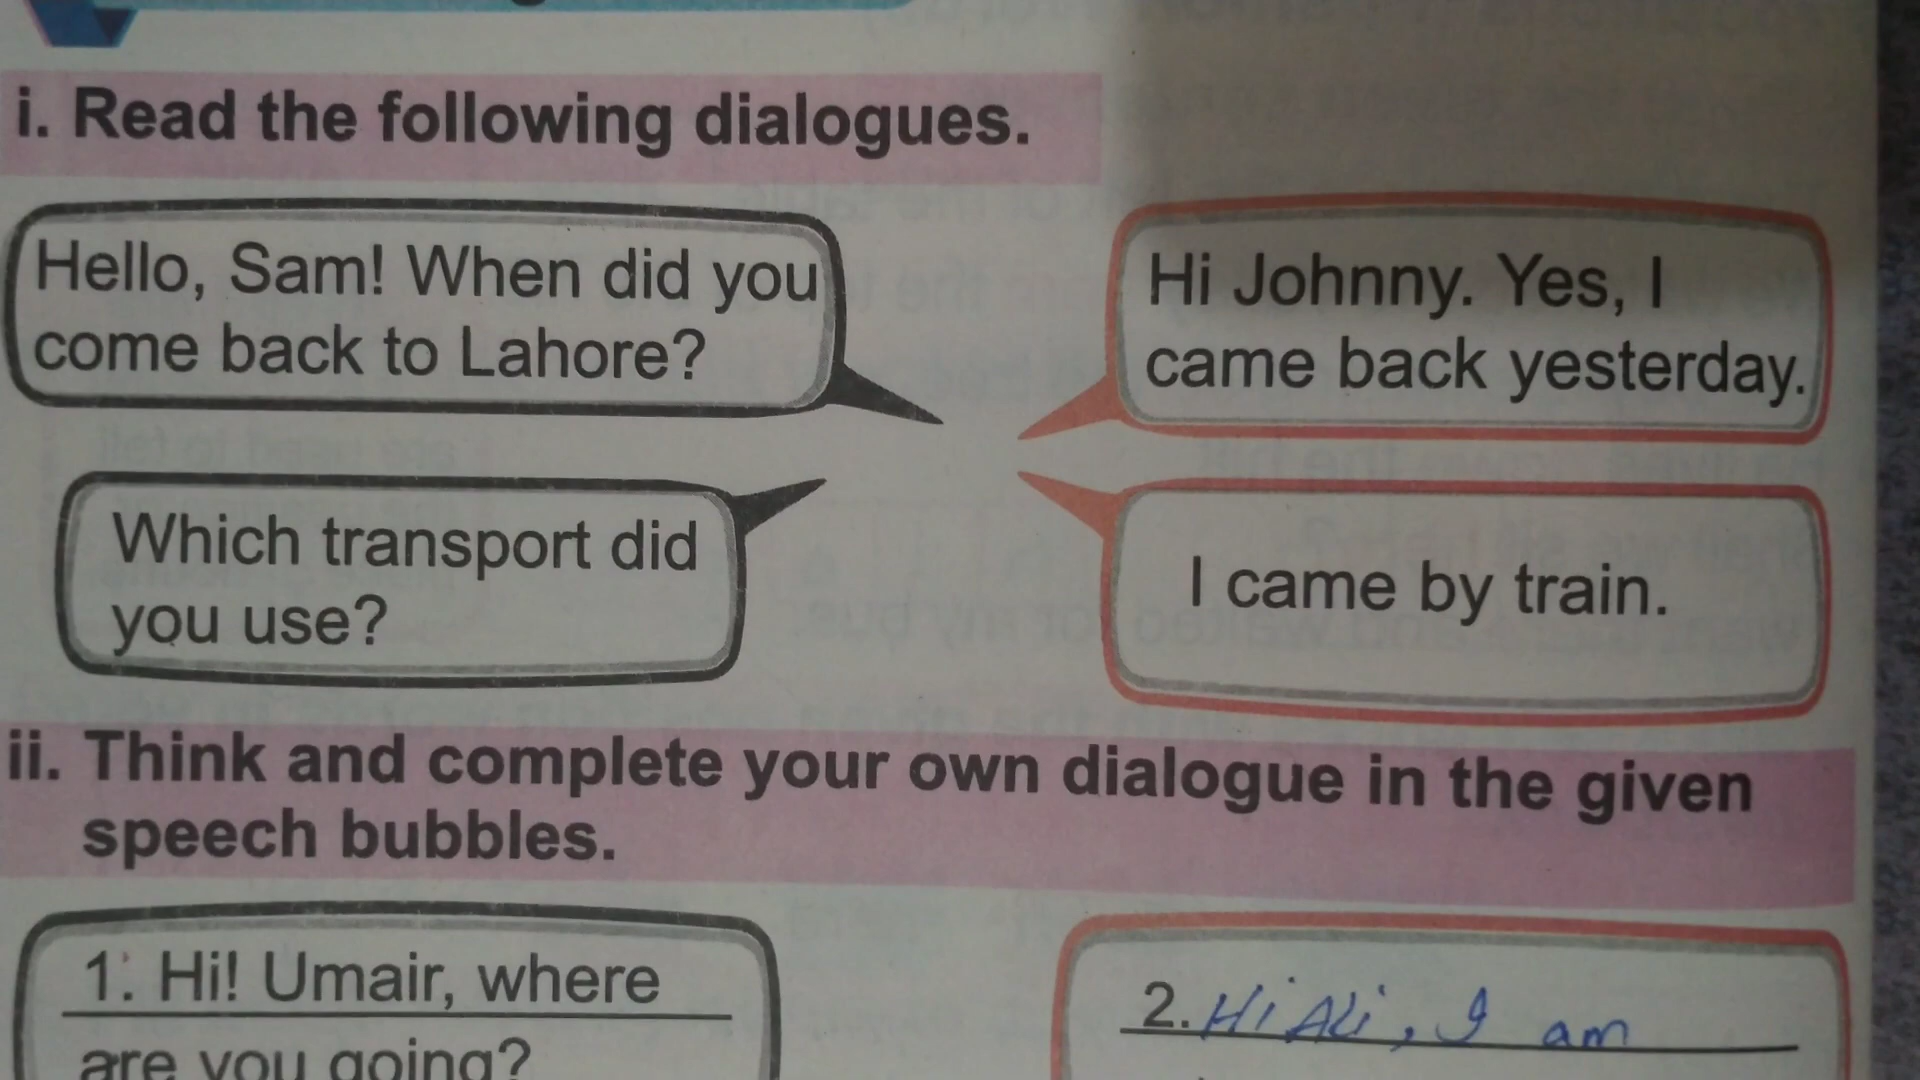 i. Read the following dialogues.
Hello, Sam! When did you
come back to Lahore?
Hi Johnny. Yes, I
came back yesterday.
Which transport did
you use?
I came by train.
ii. Think and complete your own dialogue in the given
speech bubbles.
1. Hi! Umair, where
are you going?
2. Hi Ali, I am